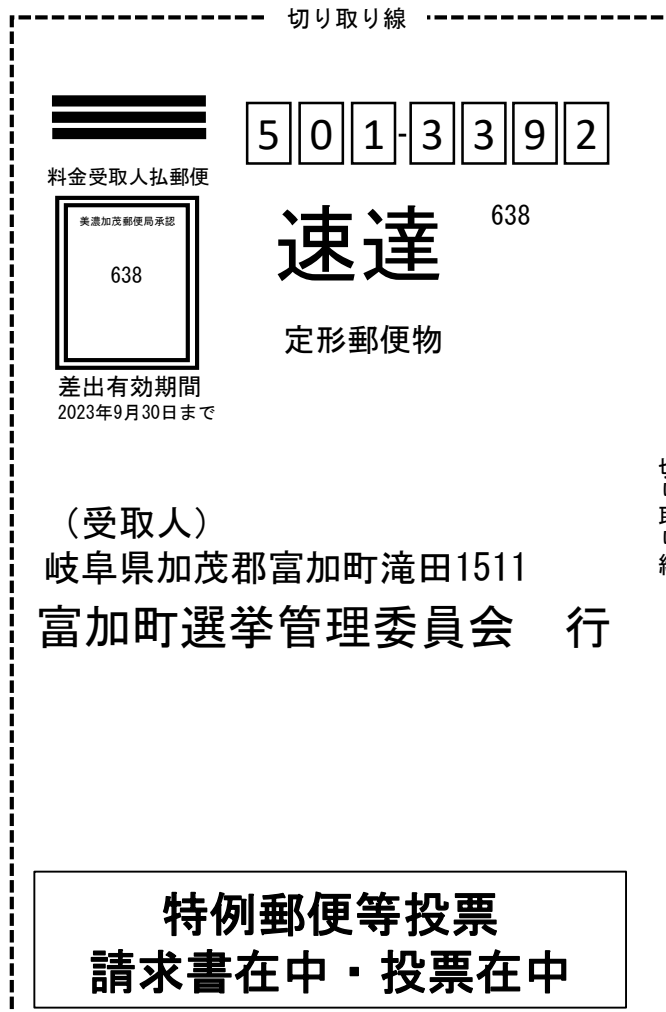 切り取り線
501-3392
料金受取人払郵便
美濃加茂郵便局承認
638
速達
638
定形郵便物
差出有効期間
2023年9月30日まで
切り取り線
（受取人）
岐阜県加茂郡富加町滝田1511
富加町選挙管理委員会　行
特例郵便等投票
請求書在中・投票在中